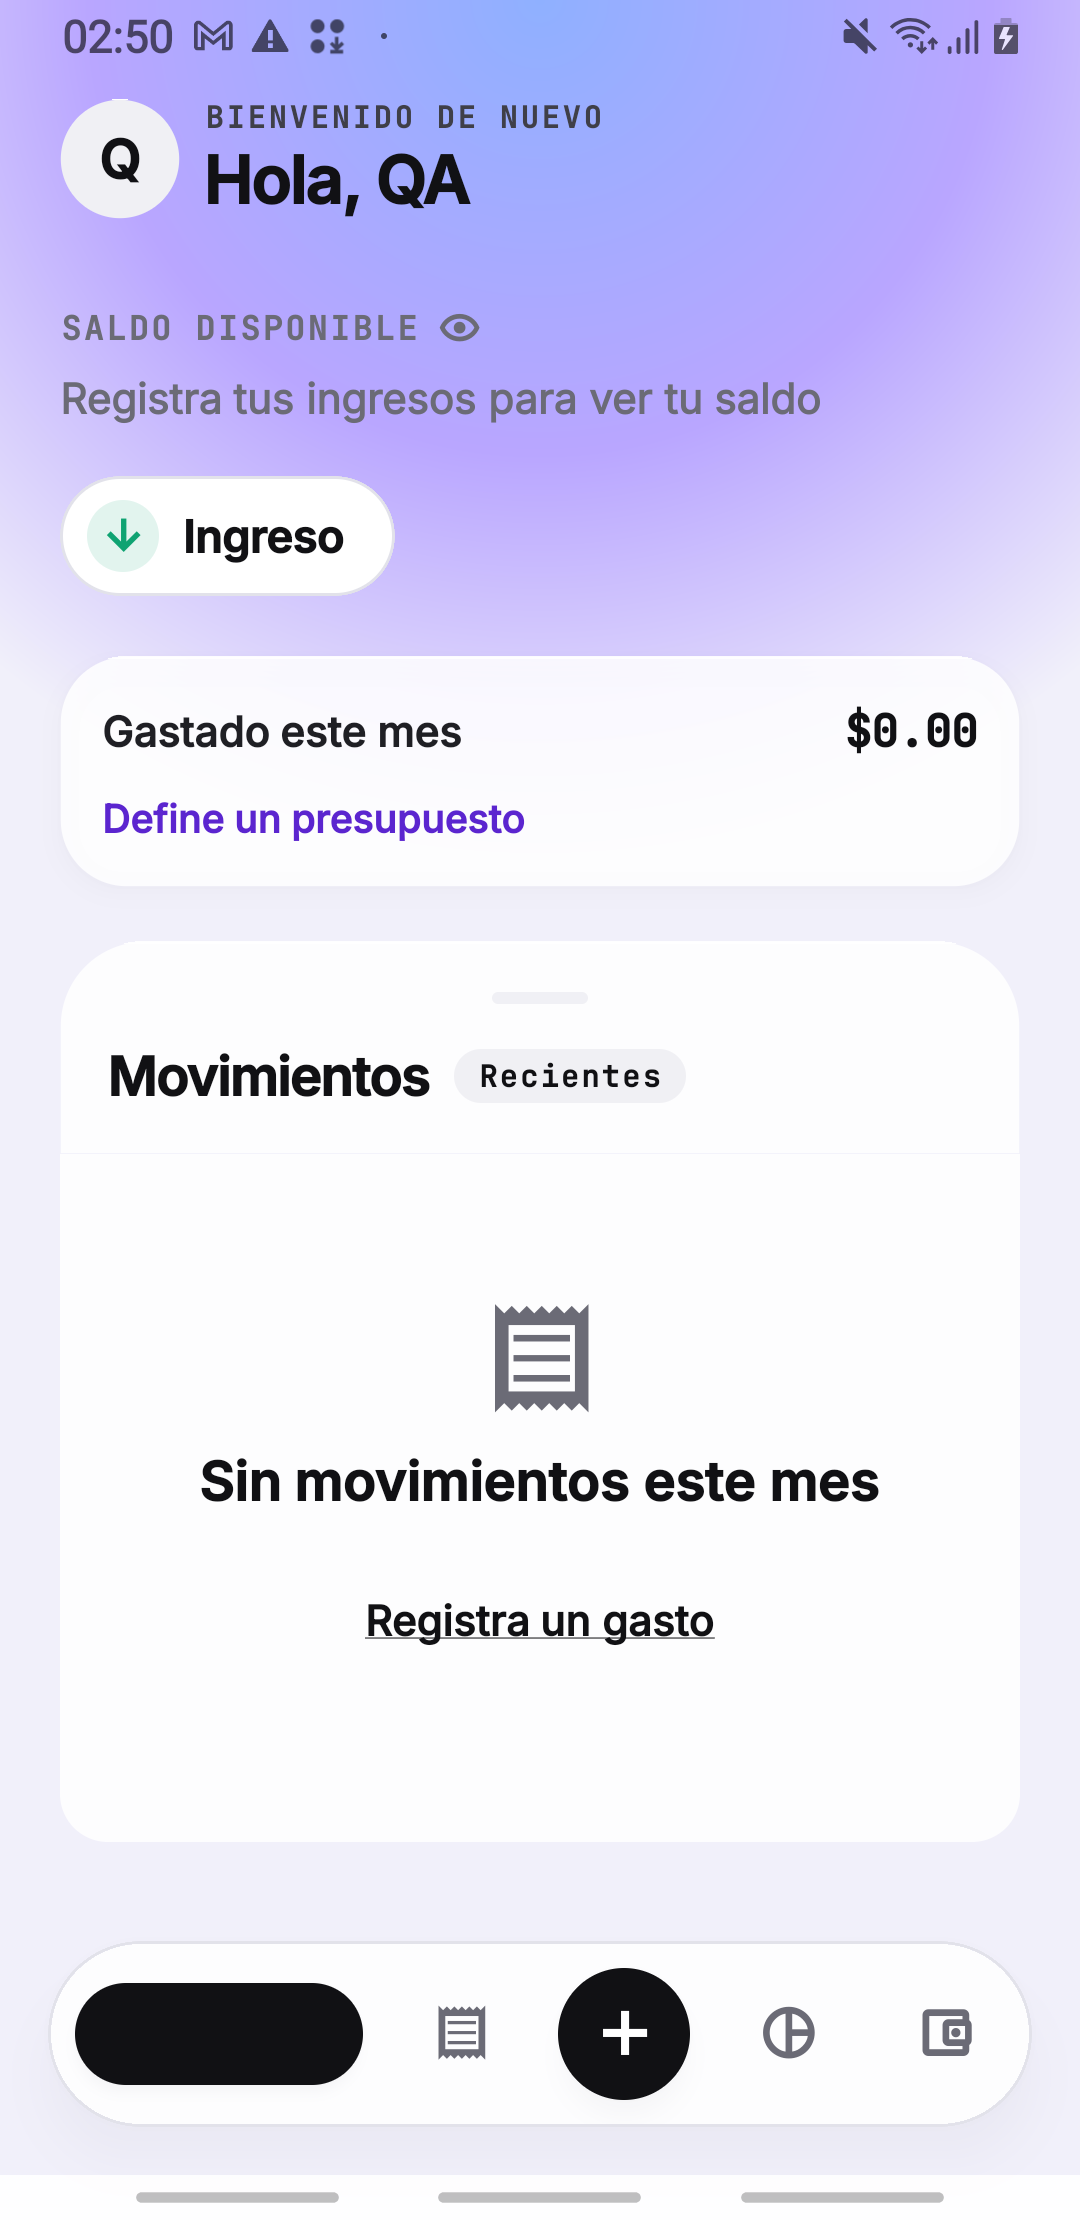 02:50
Q
BIENVENIDO DE NUEVO
Hola, QA
SALDO DISPONIBLE
Registra tus ingresos para ver tu saldo
Ingreso
Gastado este mes $0.00
Define un presupuesto
Movimientos Recientes
Sin movimientos este mes
Registra un gasto